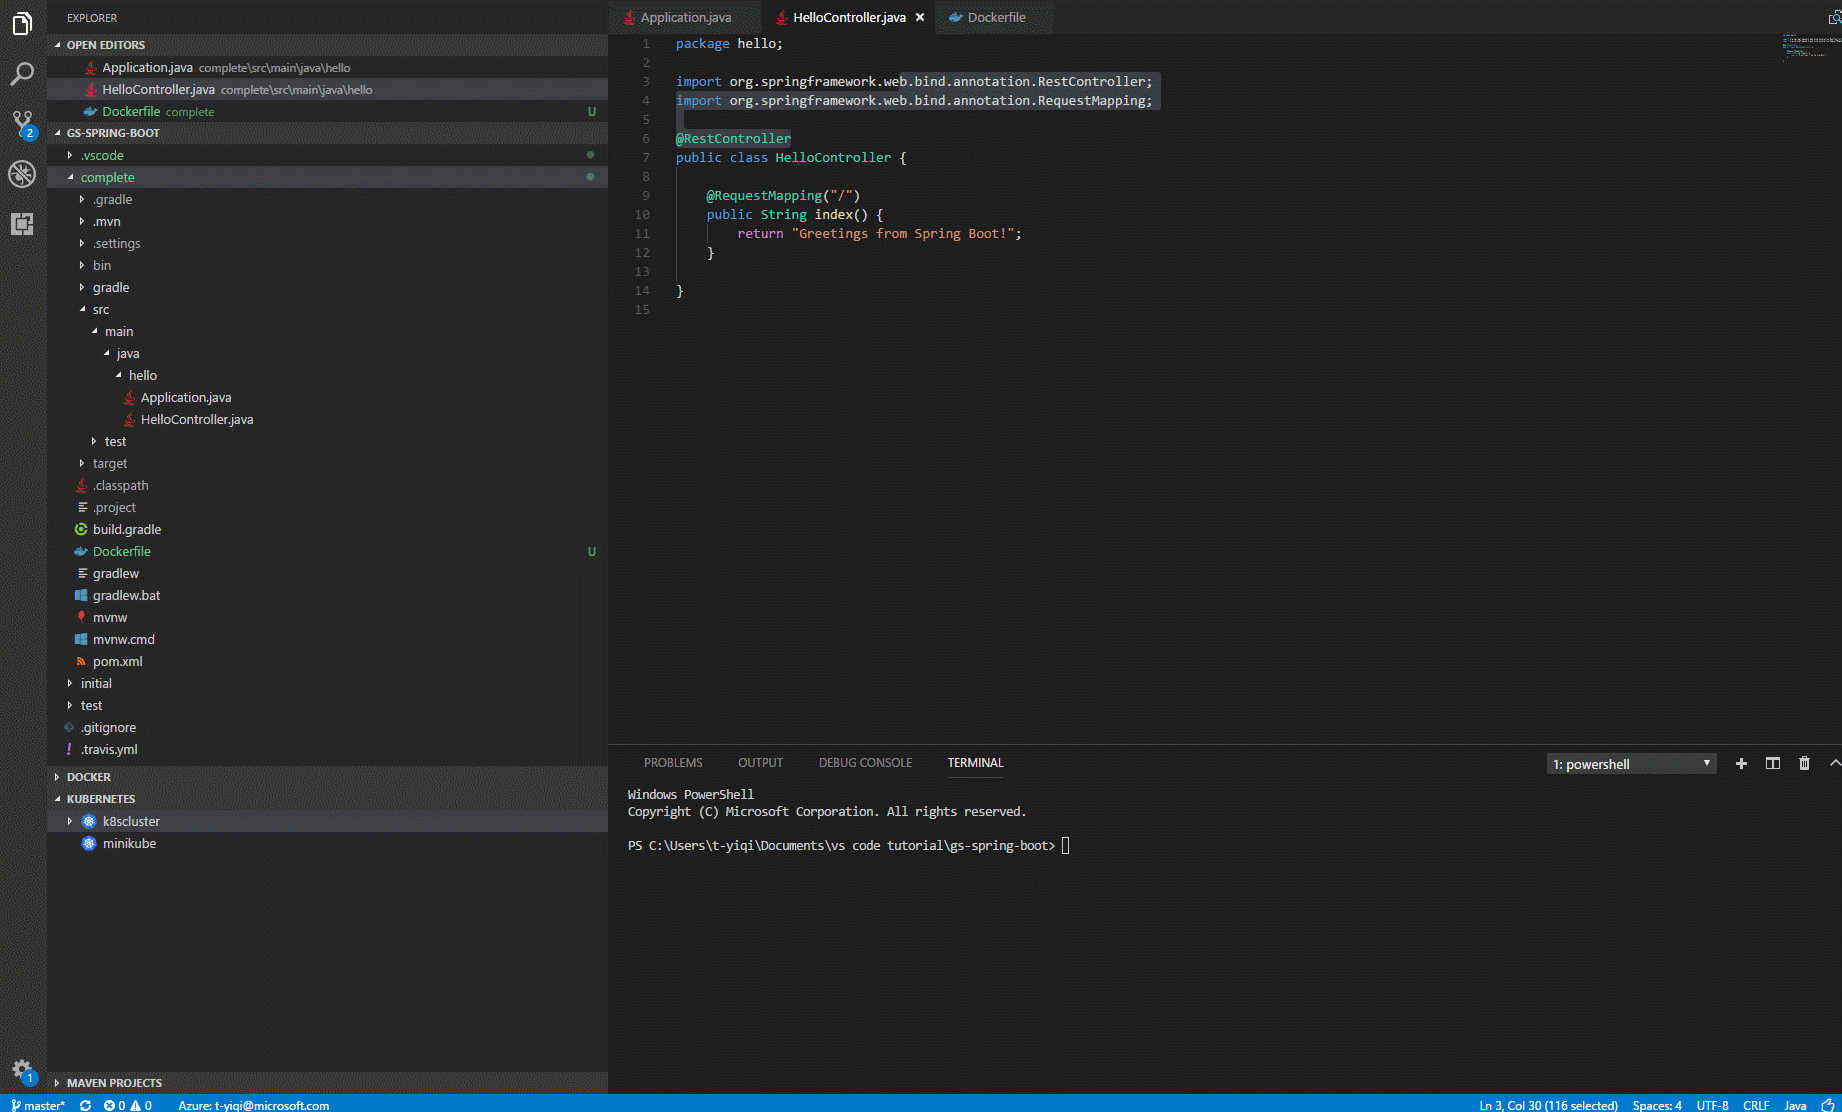 EXPLORER
OPEN EDITORS
Application.java complete\src\main\java\hello
HelloController.java complete\src\main\java\hello
Dockerfile complete U
GS-SPRING-BOOT
.vscode
complete
.gradle
.mvn
.settings
bin
gradle
src
main
java
hello
Application.java
HelloController.java
test
target
.classpath
.project
build.gradle
Dockerfile U
gradlew
gradlew.bat
mvnw
mvnw.cmd
pom.xml
initial
test
.gitignore
.travis.yml
DOCKER
KUBERNETES
k8scluster
minikube
MAVEN PROJECTS
2
1
Application.java HelloController.java Dockerfile
1 package hello;
2
3 import org.springframework.web.bind.annotation.RestController;
4 import org.springframework.web.bind.annotation.RequestMapping;
5
6 @RestController
7 public class HelloController {
8
9 @RequestMapping("/")
10 public String index() {
11 return "Greetings from Spring Boot!";
12 }
13
14 }
15
PROBLEMS OUTPUT DEBUG CONSOLE TERMINAL 1: powershell
Windows PowerShell
Copyright (C) Microsoft Corporation. All rights reserved.
PS C:\Users\t-yiqi\Documents\vs code tutorial\gs-spring-boot>
master* 0 0 Azure: t-yiqi@microsoft.com Ln 3, Col 30 (116 selected) Spaces: 4 UTF-8 CRLF Java